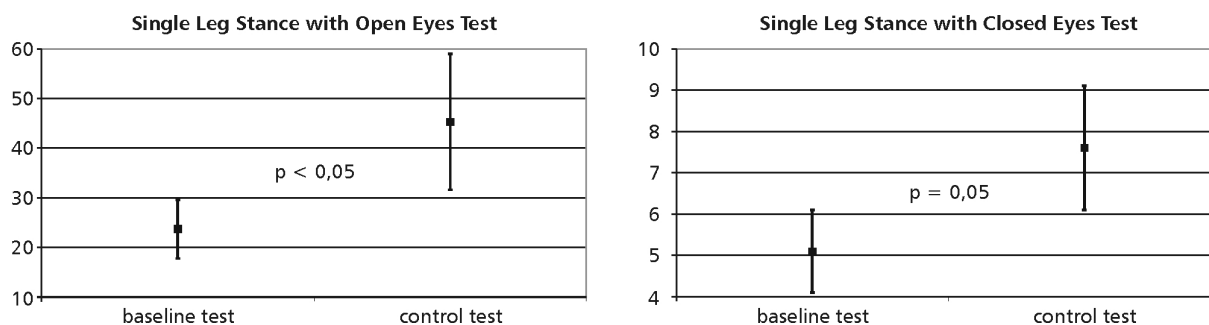 Single Leg Stance with Open Eyes Test
60
50
40
30
20
10
p < 0,05
baseline test
control test
Single Leg Stance with Closed Eyes Test
10
9
8
7
6
5
4
p = 0,05
baseline test
control test